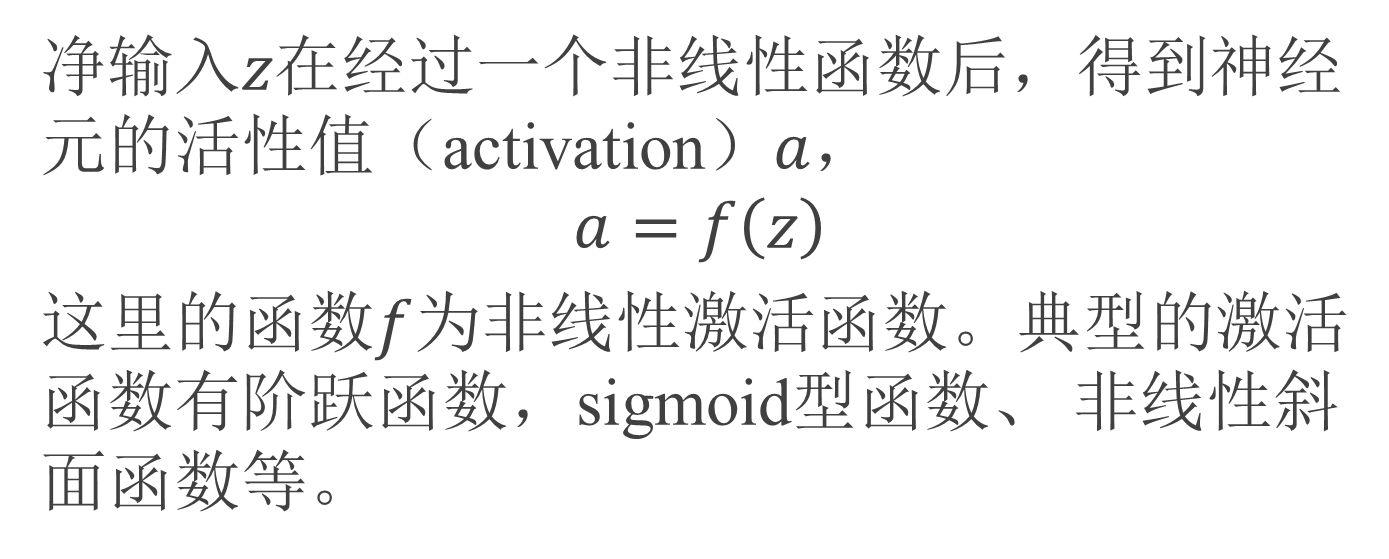 净输入z在经过一个非线性函数后，得到神经
元的活性值（activation）a，
a = f(z)
这里的函数f为非线性激活函数。典型的激活
函数有阶跃函数，sigmoid型函数、 非线性斜
面函数等。